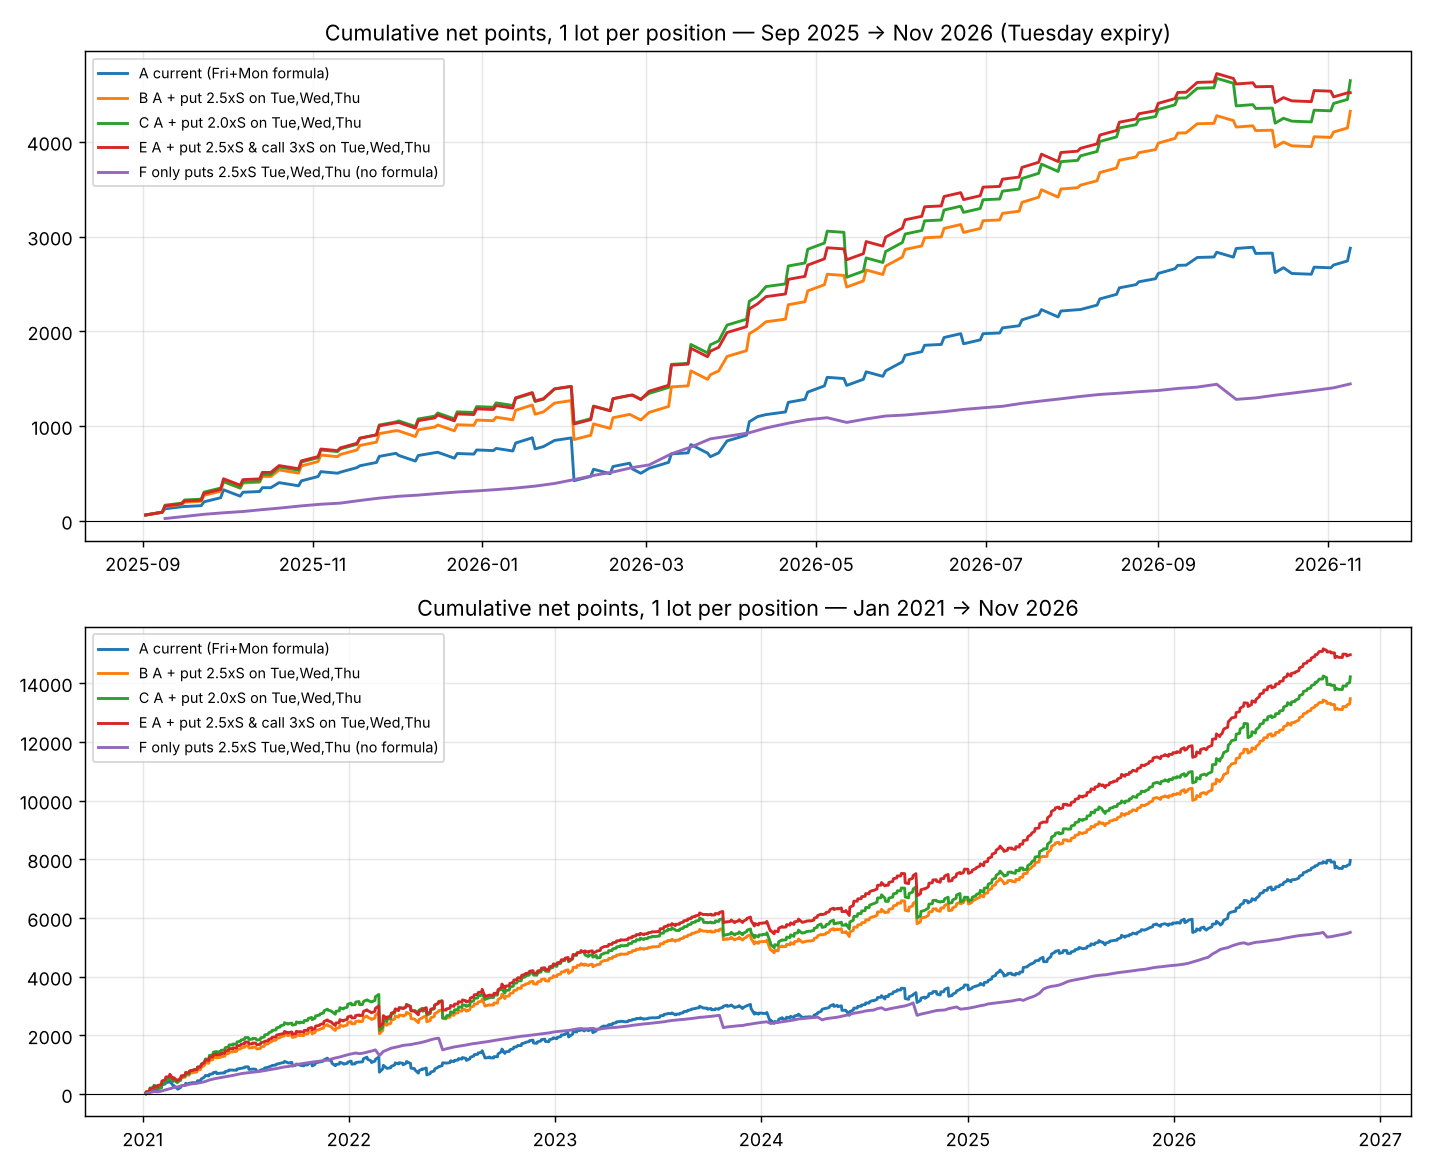 Cumulative net points, 1 lot per position — Sep 2025 → Nov 2026 (Tuesday expiry)
A current (Fri+Mon formula)
B A + put 2.5xS on Tue,Wed,Thu
C A + put 2.0xS on Tue,Wed,Thu
E A + put 2.5xS & call 3xS on Tue,Wed,Thu
F only puts 2.5xS Tue,Wed,Thu (no formula)
4000
3000
2000
1000
0
2025-09 2025-11 2026-01 2026-03 2026-05 2026-07 2026-09 2026-11
Cumulative net points, 1 lot per position — Jan 2021 → Nov 2026
A current (Fri+Mon formula)
B A + put 2.5xS on Tue,Wed,Thu
C A + put 2.0xS on Tue,Wed,Thu
E A + put 2.5xS & call 3xS on Tue,Wed,Thu
F only puts 2.5xS Tue,Wed,Thu (no formula)
14000
12000
10000
8000
6000
4000
2000
0
2021 2022 2023 2024 2025 2026 2027